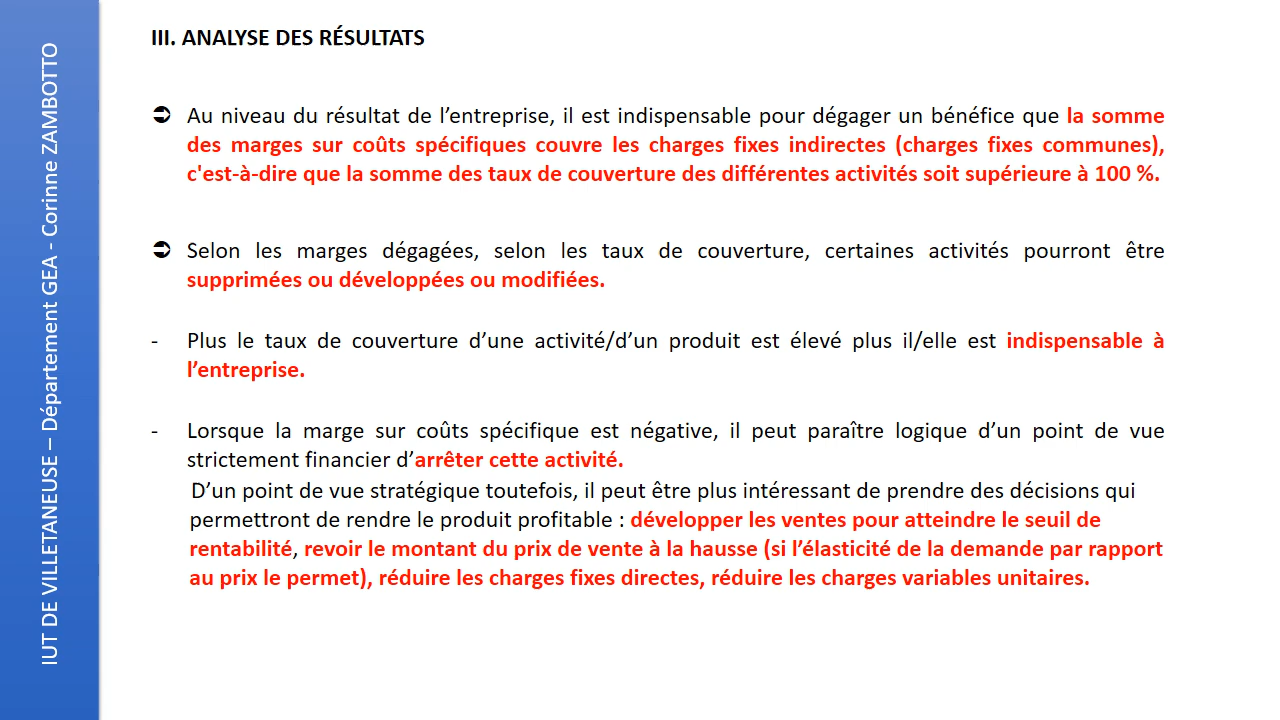 IUT DE VILLETANEUSE – Département GEA - Corinne ZAMBOTTO
III. ANALYSE DES RÉSULTATS
➲ Au niveau du résultat de l’entreprise, il est indispensable pour dégager un bénéfice que la somme
des marges sur coûts spécifiques couvre les charges fixes indirectes (charges fixes communes),
c'est-à-dire que la somme des taux de couverture des différentes activités soit supérieure à 100 %.
➲ Selon les marges dégagées, selon les taux de couverture, certaines activités pourront être
supprimées ou développées ou modifiées.
- Plus le taux de couverture d’une activité/d’un produit est élevé plus il/elle est indispensable à
l’entreprise.
- Lorsque la marge sur coûts spécifique est négative, il peut paraître logique d’un point de vue
strictement financier d’arrêter cette activité.
D’un point de vue stratégique toutefois, il peut être plus intéressant de prendre des décisions qui
permettront de rendre le produit profitable : développer les ventes pour atteindre le seuil de
rentabilité, revoir le montant du prix de vente à la hausse (si l’élasticité de la demande par rapport
au prix le permet), réduire les charges fixes directes, réduire les charges variables unitaires.